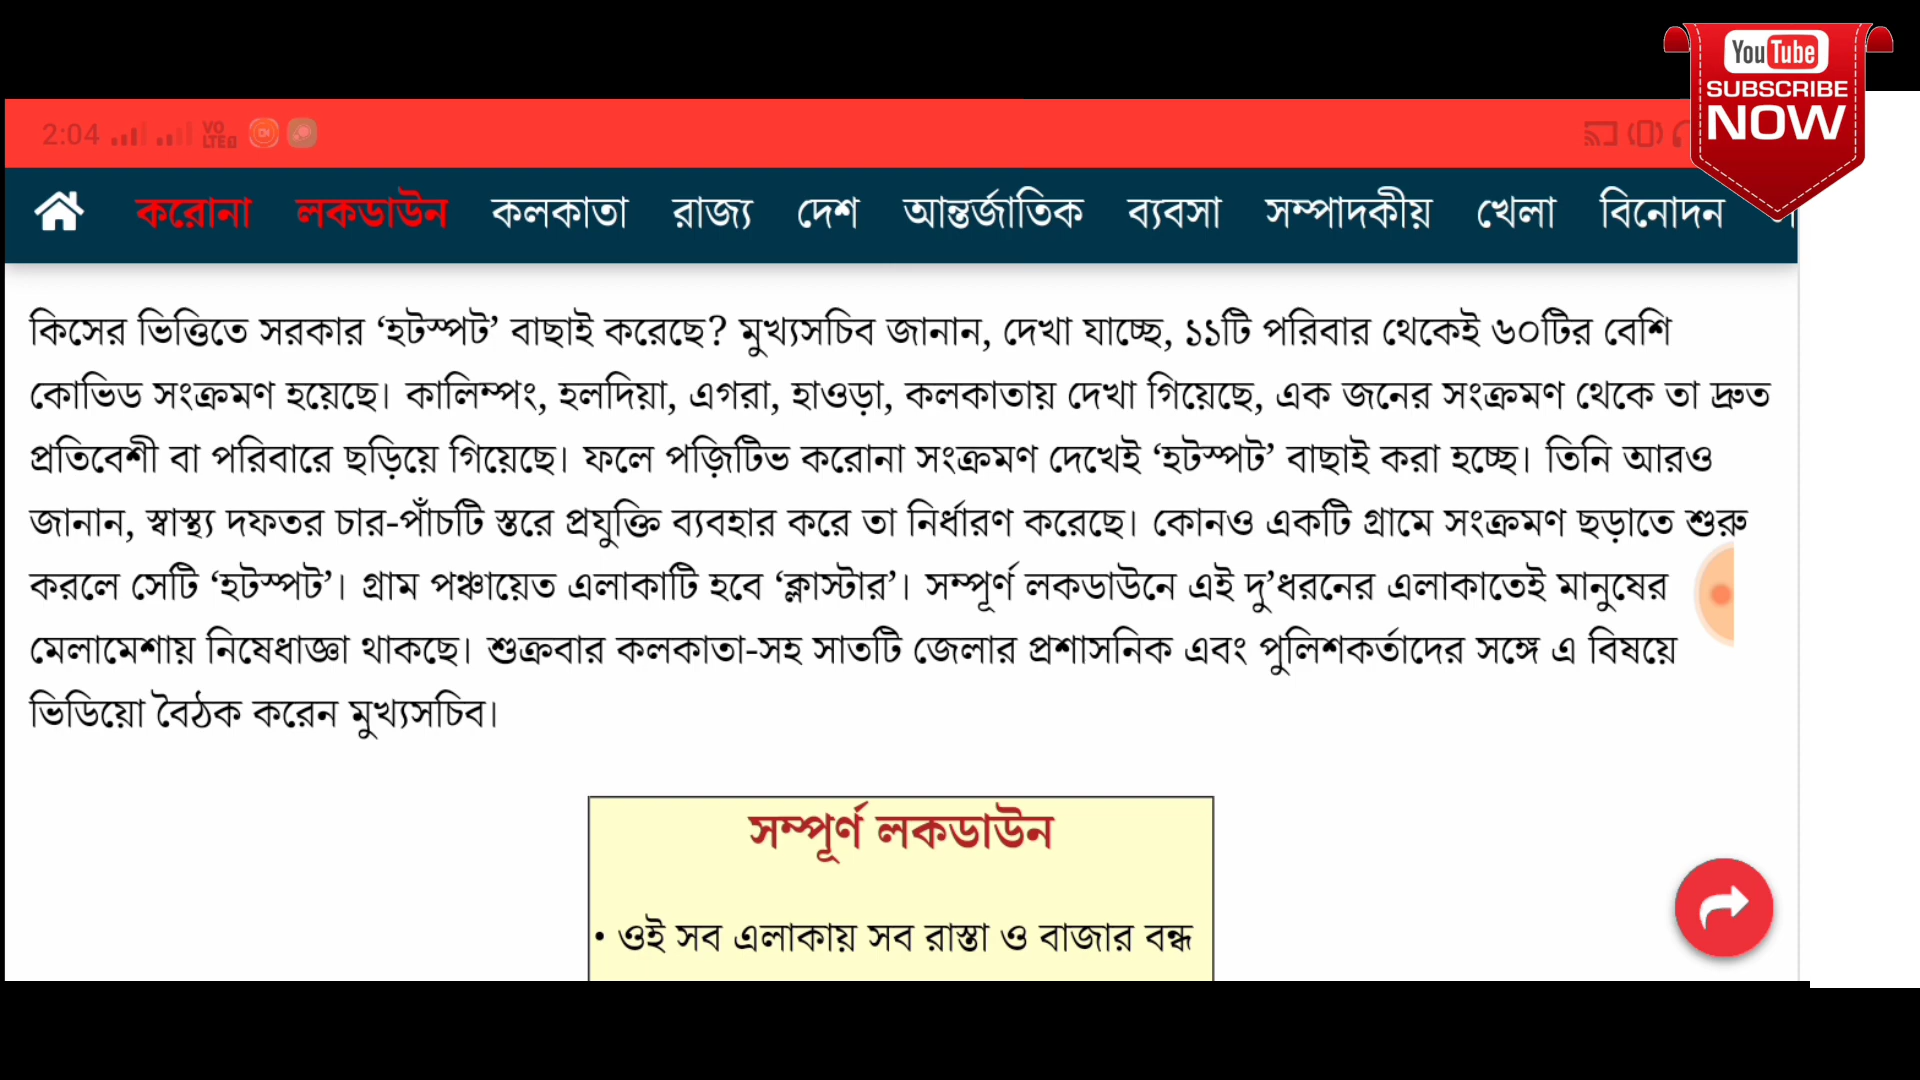 You Tube
SUBSCRIBE
NOW
2:04
VO
LTE
করোনা লকডাউন কলকাতা রাজ্য দেশ আন্তর্জাতিক ব্যবসা সম্পাদকীয় খেলা বিনোদন
কিসের ভিত্তিতে সরকার ‘হটস্পট’ বাছাই করেছে? মুখ্যসচিব জানান, দেখা যাচ্ছে, ১১টি পরিবার থেকেই ৬০টির বেশি
কোভিড সংক্রমণ হয়েছে। কালিম্পং, হলদিয়া, এগরা, হাওড়া, কলকাতায় দেখা গিয়েছে, এক জনের সংক্রমণ থেকে তা দ্রুত
প্রতিবেশী বা পরিবারে ছড়িয়ে গিয়েছে। ফলে পজ়িটিভ করোনা সংক্রমণ দেখেই ‘হটস্পট’ বাছাই করা হচ্ছে। তিনি আরও
জানান, স্বাস্থ্য দফতর চার-পাঁচটি স্তরে প্রযুক্তি ব্যবহার করে তা নির্ধারণ করেছে। কোনও একটি গ্রামে সংক্রমণ ছড়াতে শুরু
করলে সেটি ‘হটস্পট’। গ্রাম পঞ্চায়েত এলাকাটি হবে ‘ক্লাস্টার’। সম্পূর্ণ লকডাউনে এই দু’ধরনের এলাকাতেই মানুষের
মেলামেশায় নিষেধাজ্ঞা থাকছে। শুক্রবার কলকাতা-সহ সাতটি জেলার প্রশাসনিক এবং পুলিশকর্তাদের সঙ্গে এ বিষয়ে
ভিডিয়ো বৈঠক করেন মুখ্যসচিব।
সম্পূর্ণ লকডাউন
• ওই সব এলাকায় সব রাস্তা ও বাজার বন্ধ